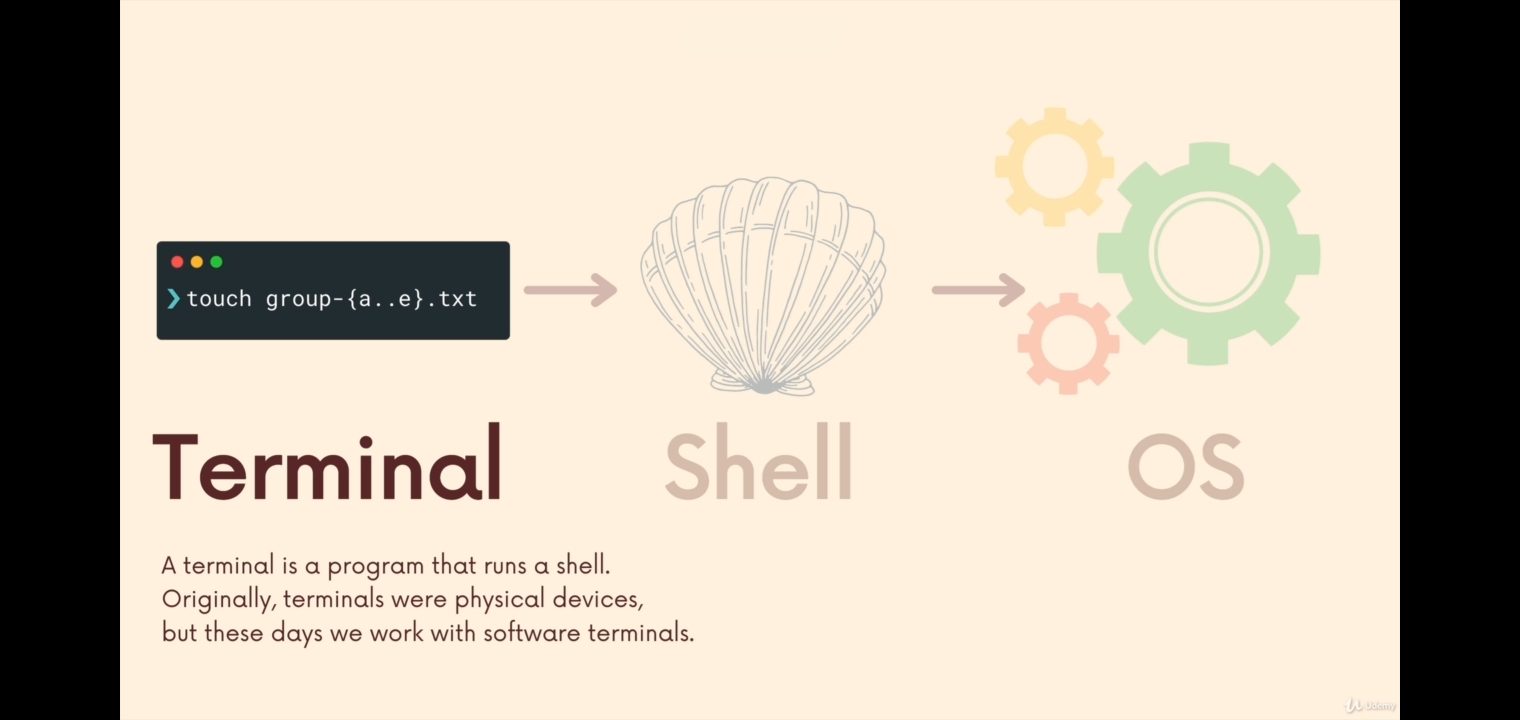 ❯touch group-{a..e}.txt
Terminal
Shell
OS
A terminal is a program that runs a shell.
Originally, terminals were physical devices,
but these days we work with software terminals.
Udemy